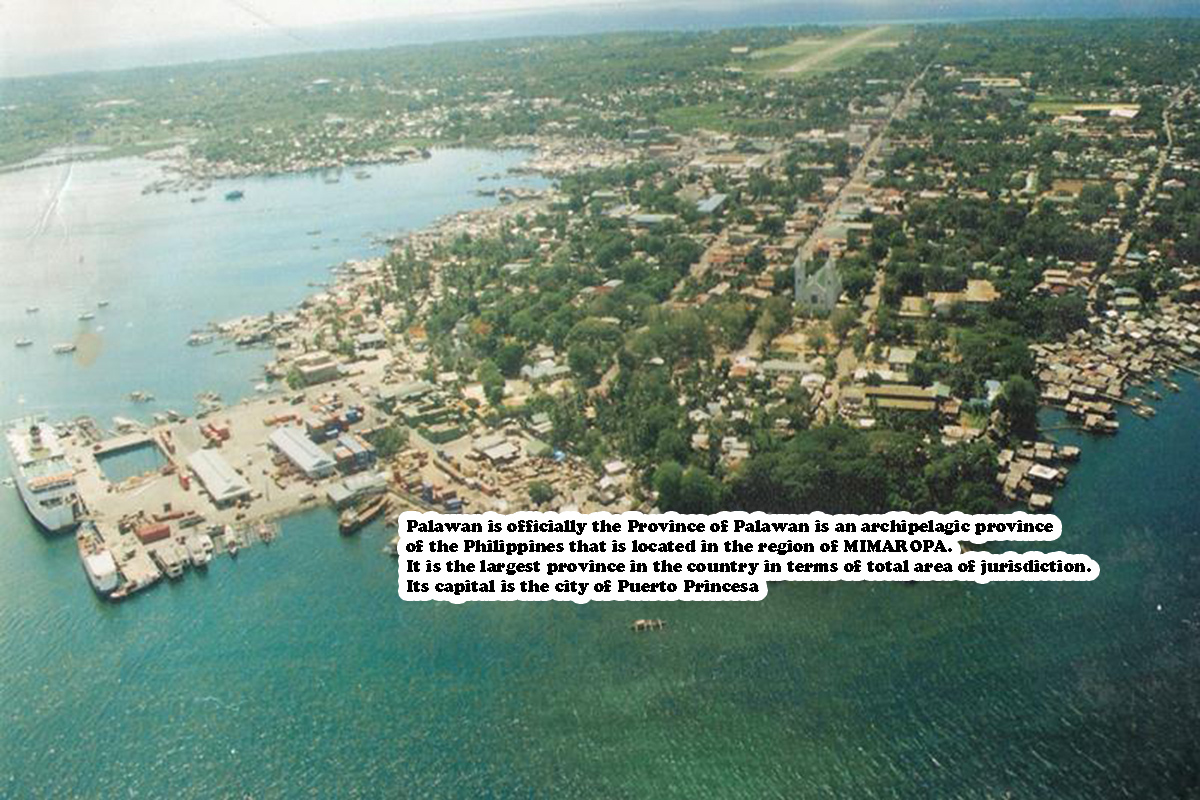 Palawan is officially the Province of Palawan is an archipelagic province
of the Philippines that is located in the region of MIMAROPA.
It is the largest province in the country in terms of total area of jurisdiction.
Its capital is the city of Puerto Princesa